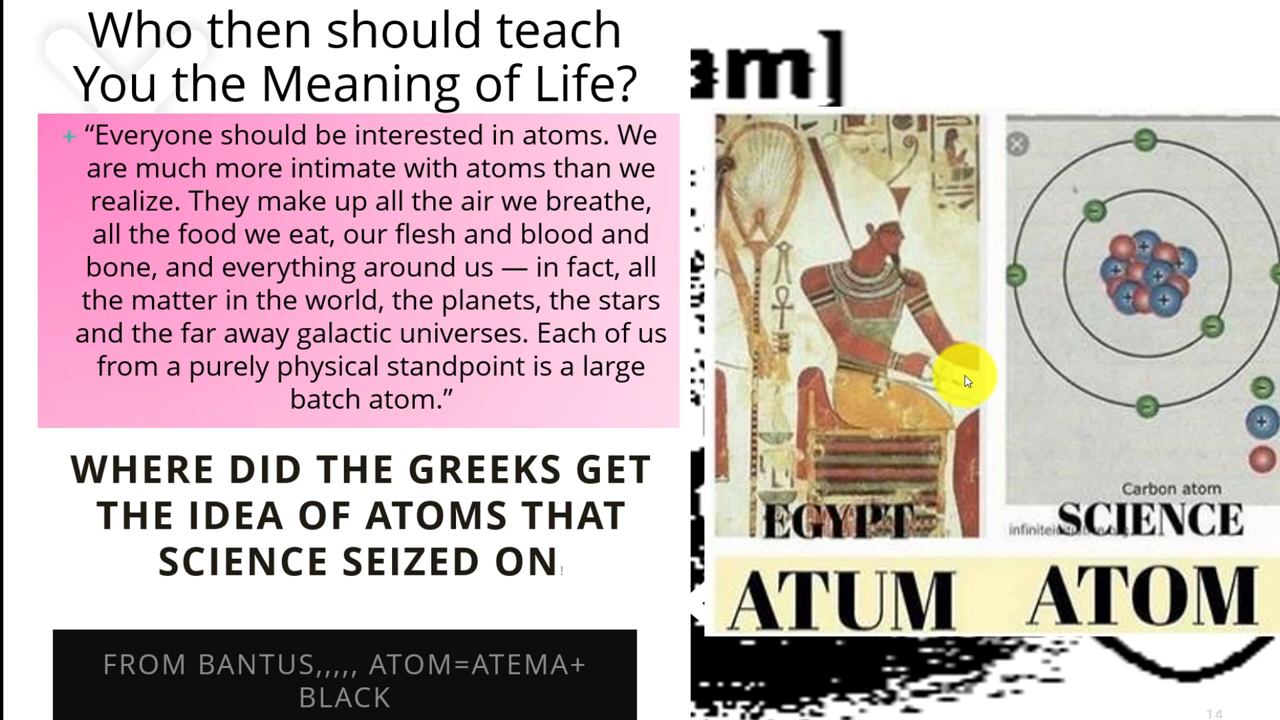 Who then should teach
You the Meaning of Life?
+ “Everyone should be interested in atoms. We
are much more intimate with atoms than we
realize. They make up all the air we breathe,
all the food we eat, our flesh and blood and
bone, and everything around us — in fact, all
the matter in the world, the planets, the stars
and the far away galactic universes. Each of us
from a purely physical standpoint is a large
batch atom.”
WHERE DID THE GREEKS GET
THE IDEA OF ATOMS THAT
SCIENCE SEIZED ON!
FROM BANTUS,,,,, ATOM=ATEMA+
BLACK
am]
Carbon atom
EGYPT
SCIENCE
ATUM
ATOM
14